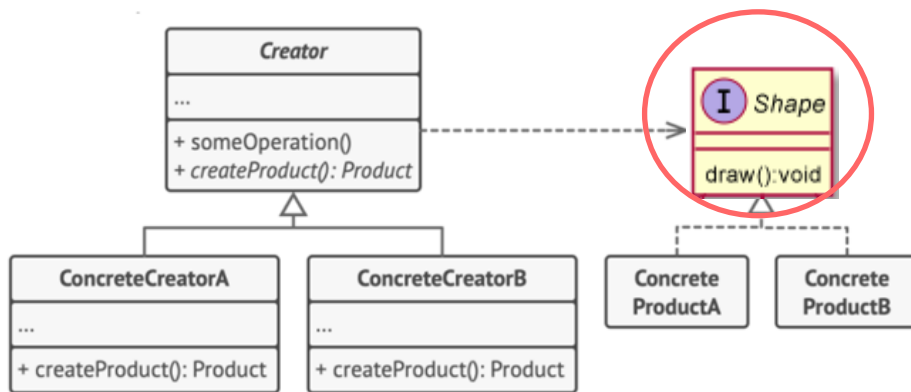 Creator
...
+ someOperation()
+ createProduct(): Product
I Shape
draw():void
ConcreteCreatorA
...
+ createProduct(): Product
ConcreteCreatorB
...
+ createProduct(): Product
Concrete
ProductA
Concrete
ProductB